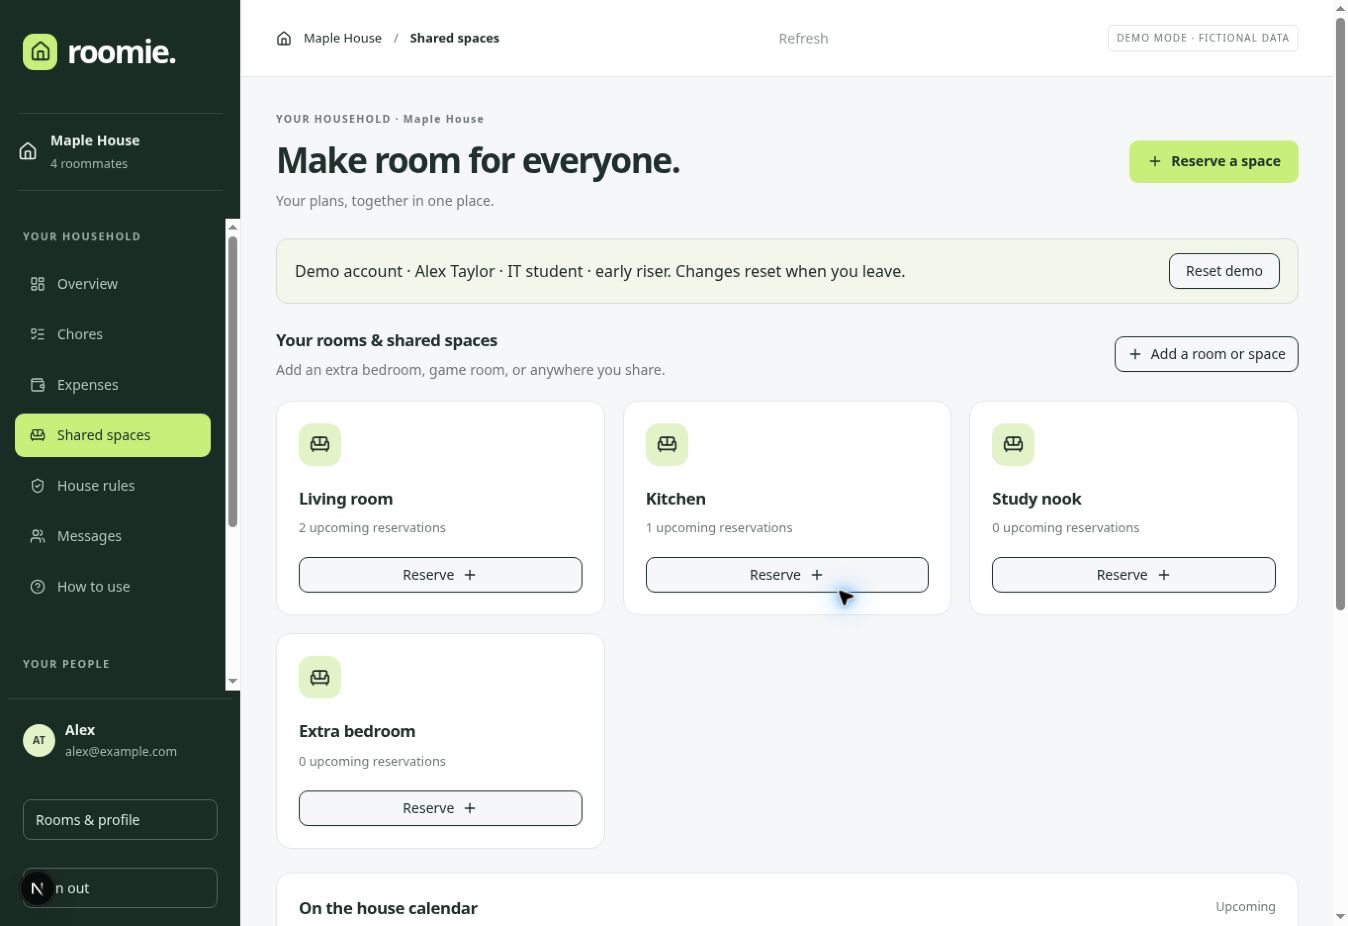 roomie.
Maple House
4 roommates
YOUR HOUSEHOLD
Overview
Chores
Expenses
Shared spaces
House rules
Messages
How to use
YOUR PEOPLE
AT
Alex
alex@example.com
Rooms & profile
N
n out
Maple House / Shared spaces
Refresh
DEMO MODE · FICTIONAL DATA
YOUR HOUSEHOLD · Maple House
Make room for everyone.
Your plans, together in one place.
+ Reserve a space
Demo account · Alex Taylor · IT student · early riser. Changes reset when you leave.
Reset demo
Your rooms & shared spaces
Add an extra bedroom, game room, or anywhere you share.
+ Add a room or space
Living room
2 upcoming reservations
Reserve +
Kitchen
1 upcoming reservations
Reserve +
Study nook
0 upcoming reservations
Reserve +
Extra bedroom
0 upcoming reservations
Reserve +
On the house calendar
Upcoming